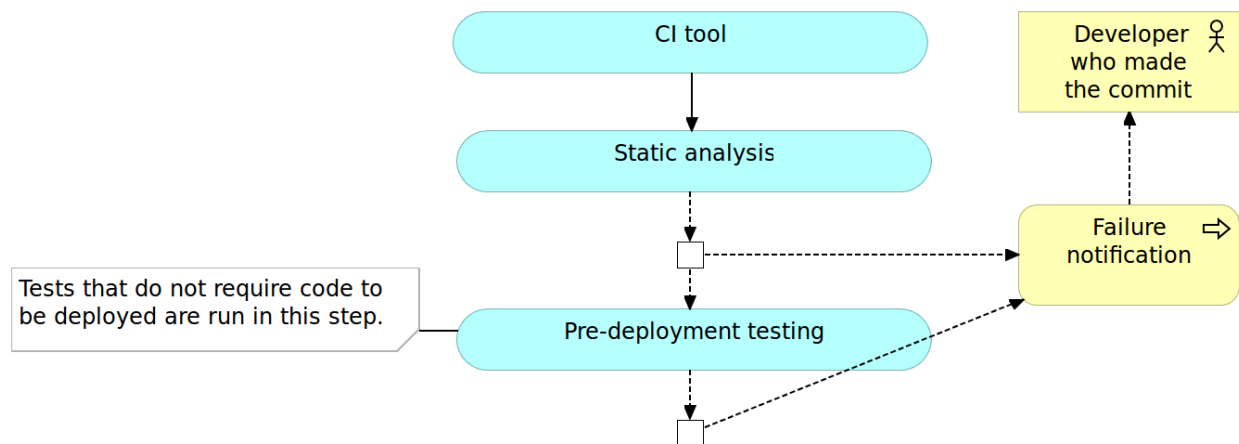 CI tool
Developer
who made
the commit
Static analysis
Failure
notification
Tests that do not require code to
be deployed are run in this step.
Pre-deployment testing